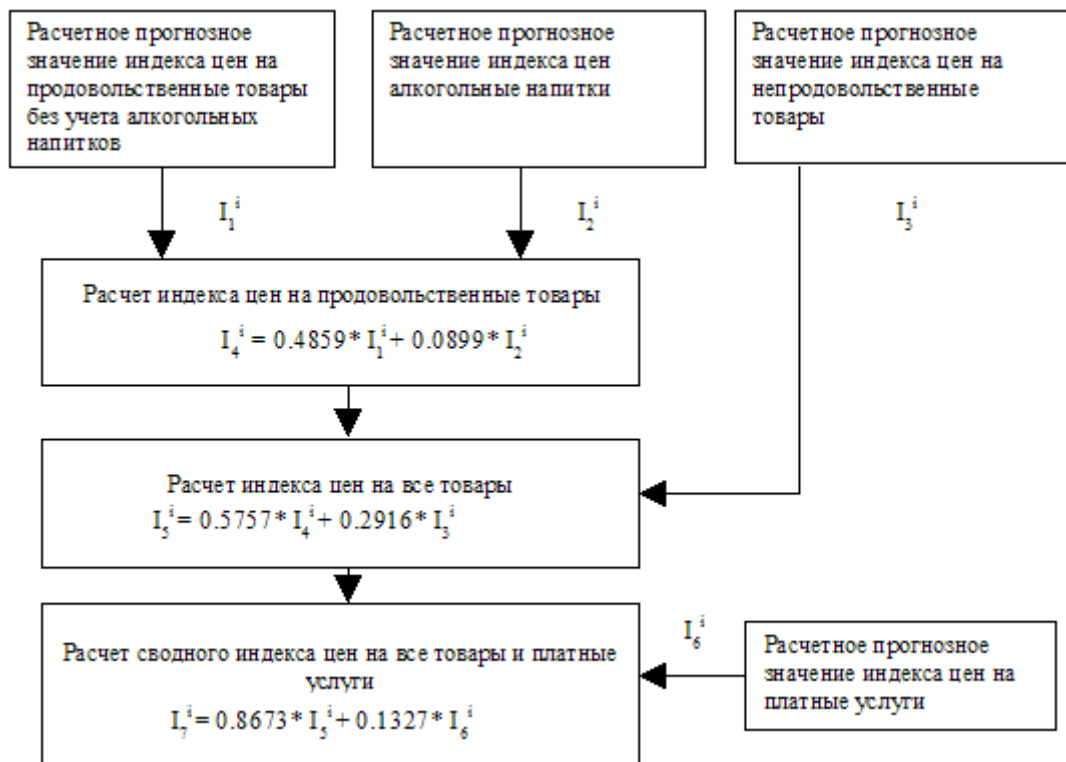 Расчетное прогнозное
значение индекса цен на
продовольственные товары
без учета алкогольных
напитков
Расчетное прогнозное
значение индекса цен
алкогольные напитки
Расчетное прогнозное
значение индекса цен на
непродовольственные
товары
I₁ⁱ
I₂ⁱ
I₃ⁱ
Расчет индекса цен на продовольственные товары
I₄ⁱ = 0.4859* I₁ⁱ + 0.0899* I₂ⁱ
Расчет индекса цен на все товары
I₅ⁱ = 0.5757* I₄ⁱ + 0.2916* I₃ⁱ
Расчет сводного индекса цен на все товары и платные
услуги
I₇ⁱ = 0.8673* I₅ⁱ + 0.1327* I₆ⁱ
I₆ⁱ
Расчетное прогнозное
значение индекса цен на
платные услуги